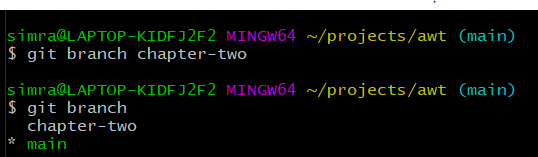 simra@LAPTOP-KIDFJ2F2 MINGW64 ~/projects/awt (main)
$ git branch chapter-two
simra@LAPTOP-KIDFJ2F2 MINGW64 ~/projects/awt (main)
$ git branch
  chapter-two
* main